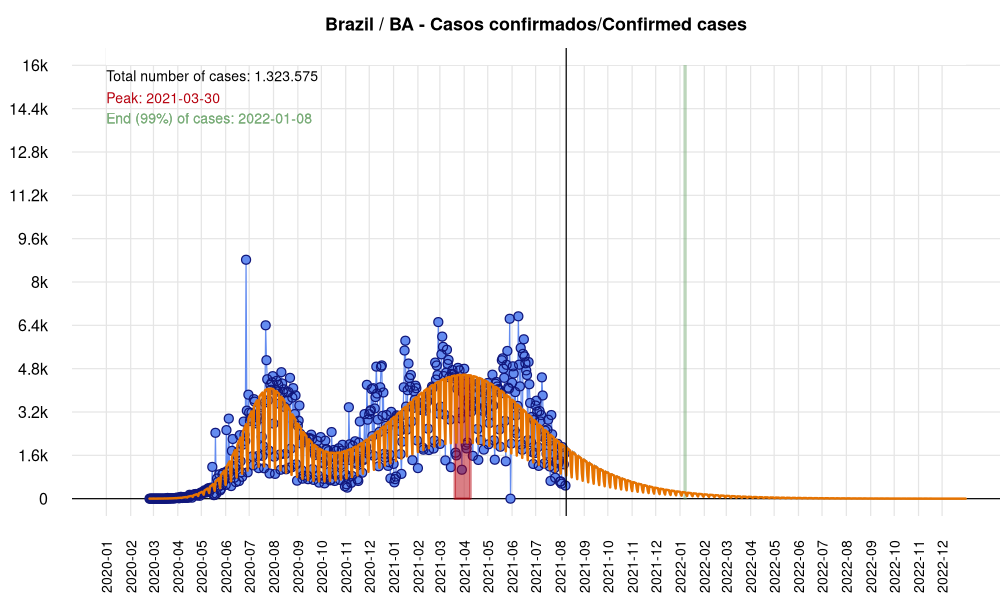 Brazil / BA - Casos confirmados/Confirmed cases
Total number of cases: 1.323.575
Peak: 2021-03-30
End (99%) of cases: 2022-01-08
16k
14.4k
12.8k
11.2k
9.6k
8k
6.4k
4.8k
3.2k
1.6k
0
2020-01
2020-02
2020-03
2020-04
2020-05
2020-06
2020-07
2020-08
2020-09
2020-10
2020-11
2020-12
2021-01
2021-02
2021-03
2021-04
2021-05
2021-06
2021-07
2021-08
2021-09
2021-10
2021-11
2021-12
2022-01
2022-02
2022-03
2022-04
2022-05
2022-06
2022-07
2022-08
2022-09
2022-10
2022-11
2022-12